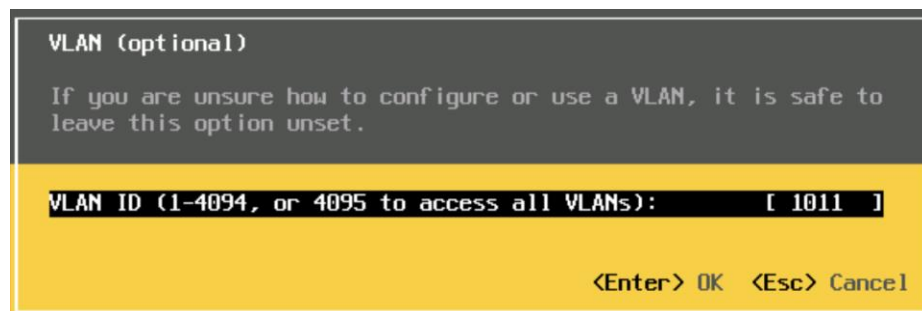 VLAN (optional)
If you are unsure how to configure or use a VLAN, it is safe to
leave this option unset.
VLAN ID (1-4094, or 4095 to access all VLANs): [ 1011 ]
<Enter> OK <Esc> Cancel